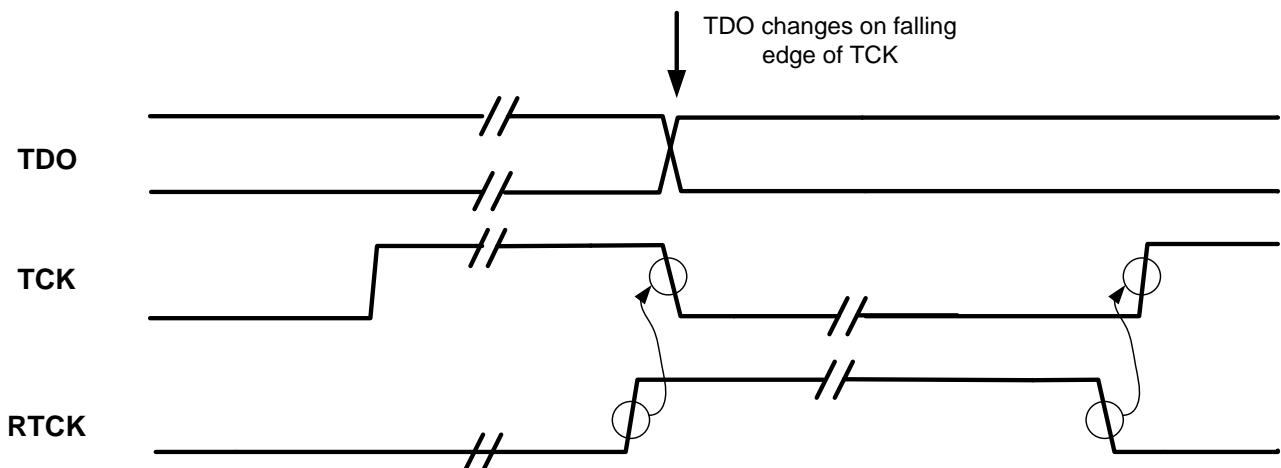 TDO changes on falling
edge of TCK
TDO
TCK
RTCK